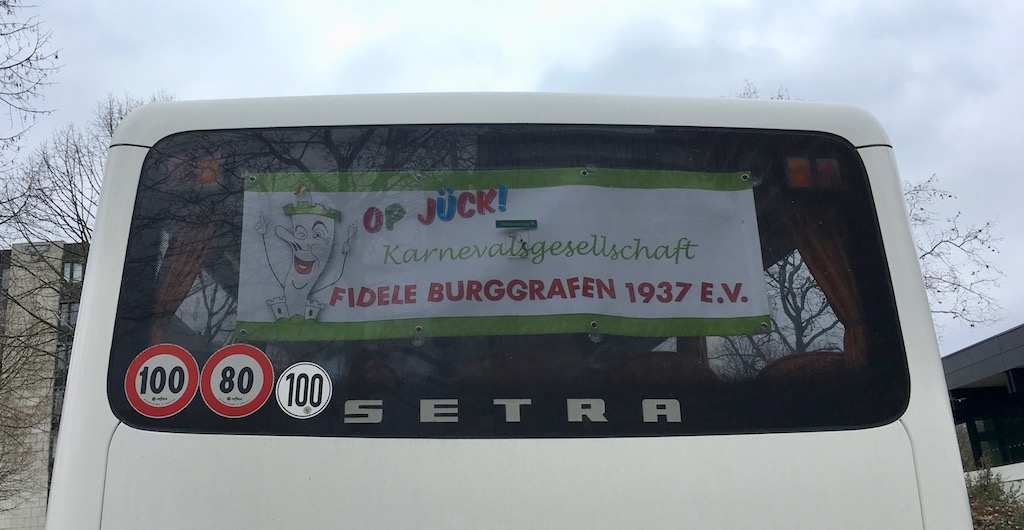 OP JÜCK!
Karnevalsgesellschaft
FIDELE BURGGRAFEN 1937 E.V.
100 80 100
SETRA